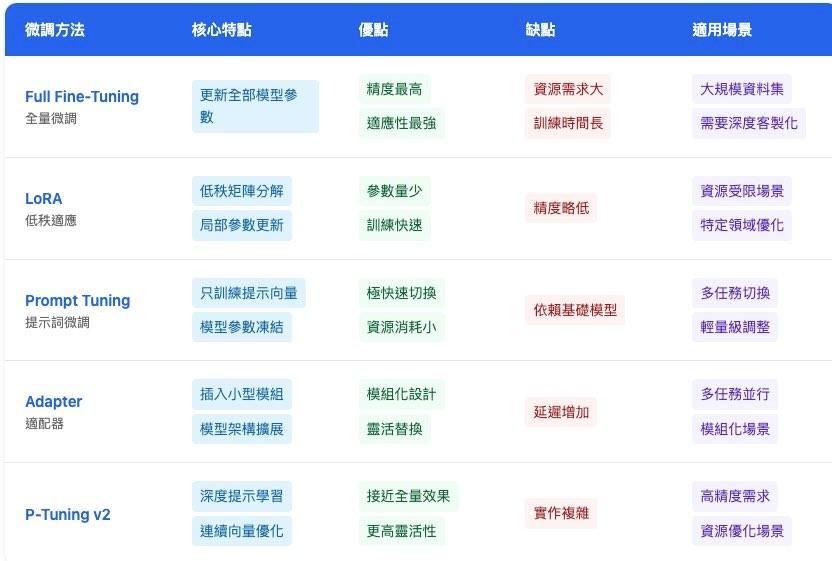 微調方法 核心特點 優點 缺點 適用場景
Full Fine-Tuning
全量微調
更新全部模型參
數
精度最高
適應性最強
資源需求大
訓練時間長
大規模資料集
需要深度客製化
LoRA
低秩適應
低秩矩陣分解
局部參數更新
參數量少
訓練快速
精度略低
資源受限場景
特定領域優化
Prompt Tuning
提示詞微調
只訓練提示向量
模型參數凍結
極快速切換
資源消耗小
依賴基礎模型
多任務切換
輕量級調整
Adapter
適配器
插入小型模組
模型架構擴展
模組化設計
靈活替換
延遲增加
多任務並行
模組化場景
P-Tuning v2
深度提示學習
連續向量優化
接近全量效果
更高靈活性
實作複雜
高精度需求
資源優化場景